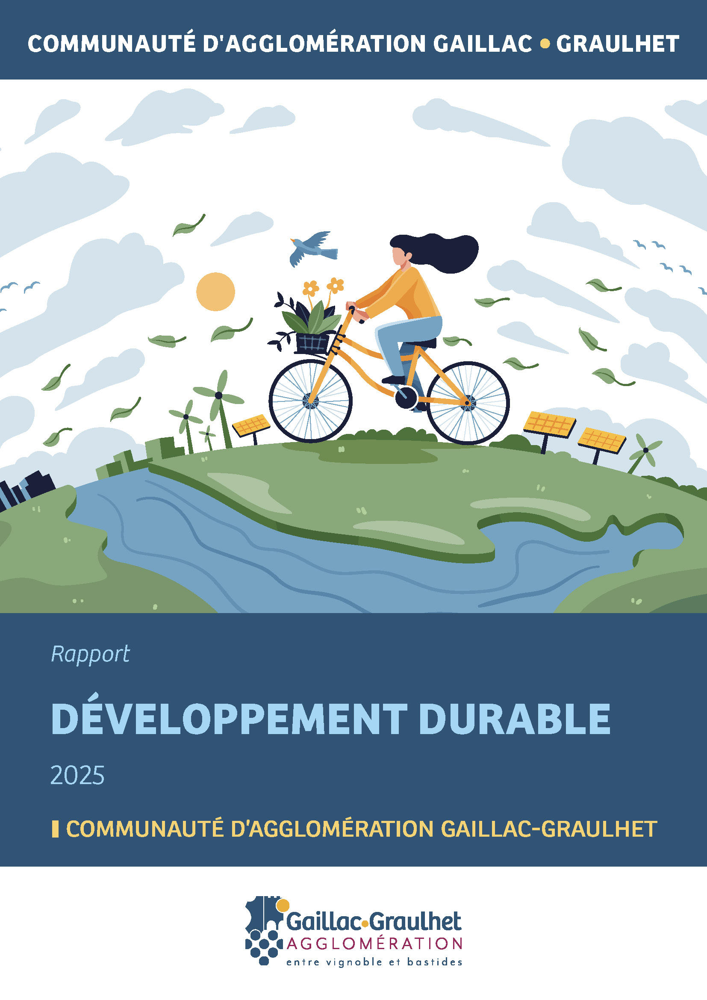 COMMUNAUTÉ D'AGGLOMÉRATION GAILLAC • GRAULHET
Rapport
DÉVELOPPEMENT DURABLE
2025
COMMUNAUTÉ D'AGGLOMÉRATION GAILLAC-GRAULHET
Gaillac•Graulhet
AGGLOMÉRATION
entre vignoble et bastides